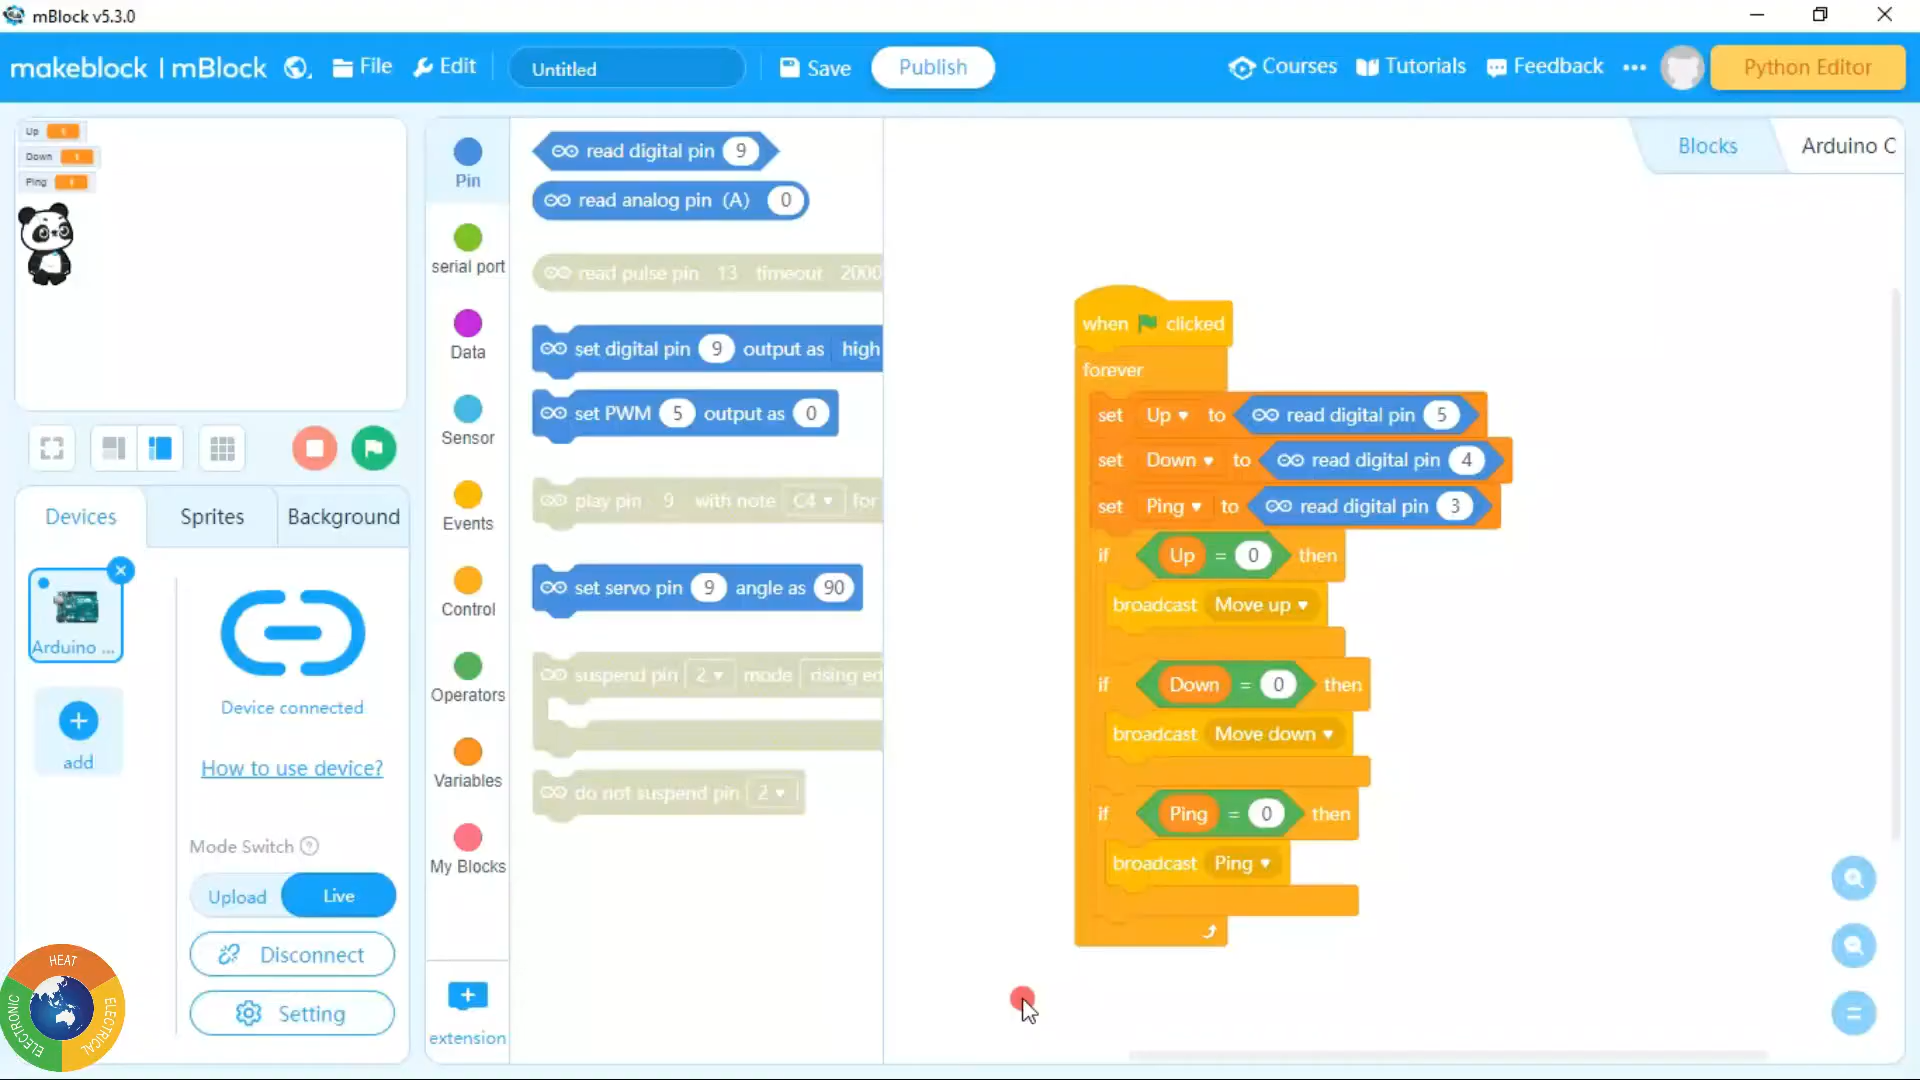 mBlock v5.3.0
makeblock | mBlock File Edit Untitled Save Publish Courses Tutorials Feedback Python Editor
Up
Down
Ping
Devices Sprites Background
Arduino ...
add
Device connected
How to use device?
Mode Switch
Upload Live
Disconnect
Setting
HEAT
ELECTRICAL
ELECTRONIC
Pin
serial port
Data
Sensor
Events
Control
Operators
Variables
My Blocks
extension
read digital pin 9
read analog pin (A) 0
read pulse pin 13 timeout 2000
set digital pin 9 output as high
set PWM 5 output as 0
play pin 9 with note C4 for
set servo pin 9 angle as 90
suspend pin 2 mode rising ed
do not suspend pin 2
Blocks Arduino C
when clicked
forever
set Up to read digital pin 5
set Down to read digital pin 4
set Ping to read digital pin 3
if Up = 0 then
broadcast Move up
if Down = 0 then
broadcast Move down
if Ping = 0 then
broadcast Ping